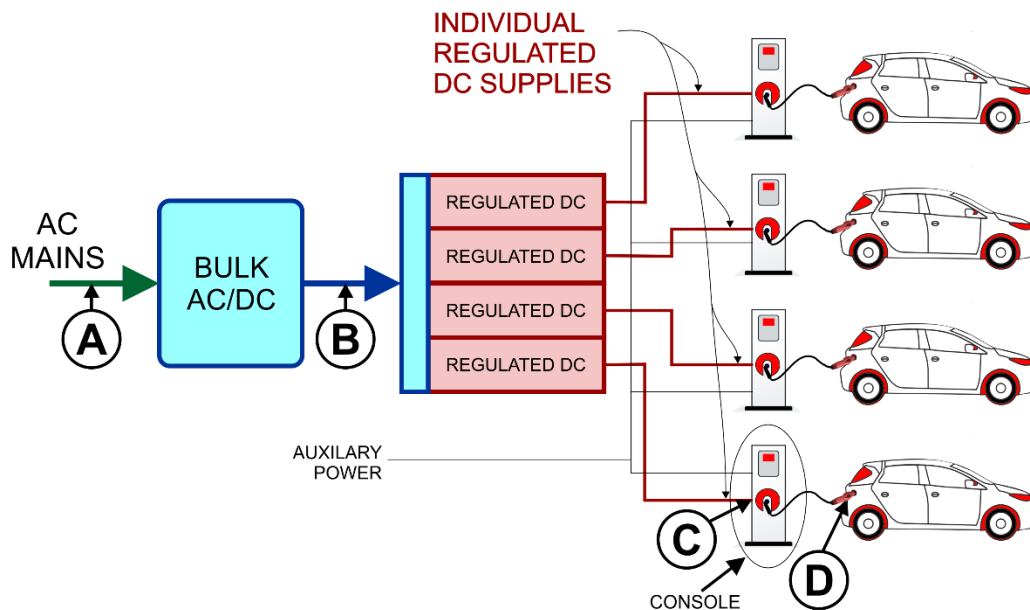 INDIVIDUAL
REGULATED
DC SUPPLIES
AC
MAINS
BULK
AC/DC
REGULATED DC
REGULATED DC
REGULATED DC
REGULATED DC
A
B
AUXILARY
POWER
C
D
CONSOLE